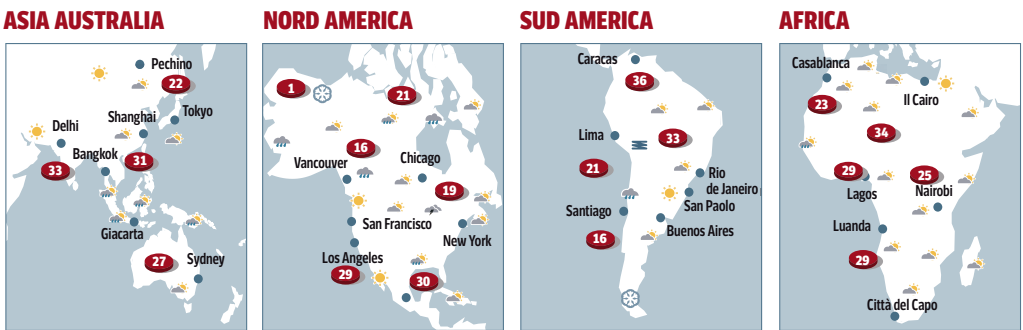 ASIA AUSTRALIA
Pechino
22
Shanghai
Tokyo
Delhi
Bangkok
31
33
Giacarta
27
Sydney
NORD AMERICA
1
21
16
Vancouver
Chicago
19
San Francisco
New York
Los Angeles
29
30
SUD AMERICA
Caracas
36
Lima
33
21
Rio
de Janeiro
San Paolo
Santiago
Buenos Aires
16
AFRICA
Casablanca
Il Cairo
23
34
29
25
Lagos
Nairobi
Luanda
29
Città del Capo